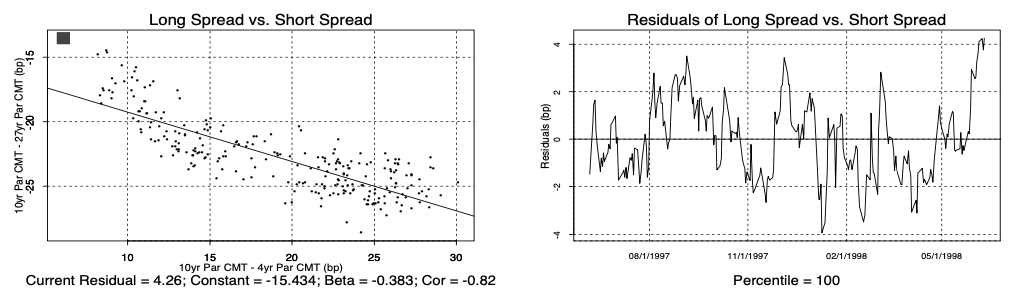 Long Spread vs. Short Spread
10yr Par CMT - 27yr Par CMT (bp)
-15
-20
-25
10
15
20
25
30
10yr Par CMT - 4yr Par CMT (bp)
Current Residual = 4.26; Constant = -15.434; Beta = -0.383; Cor = -0.82
Residuals of Long Spread vs. Short Spread
Residuals (bp)
4
2
0
-2
-4
08/1/1997
11/1/1997
02/1/1998
05/1/1998
Percentile = 100